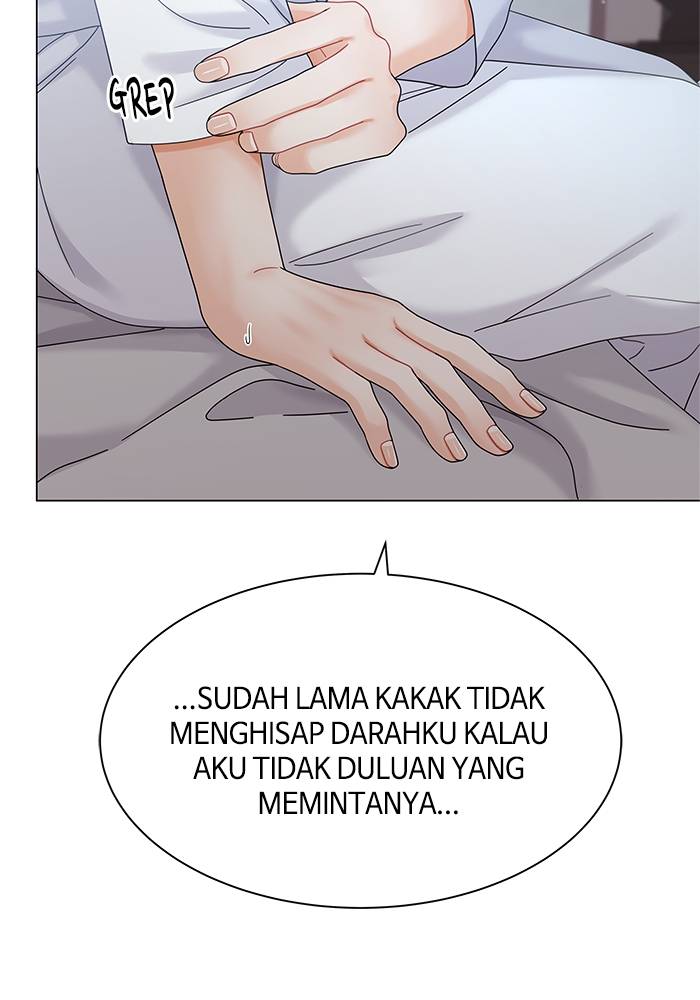 GREP
...SUDAH LAMA KAKAK TIDAK
MENGHISAP DARAHKU KALAU
AKU TIDAK DULUAN YANG
MEMINTANYA...